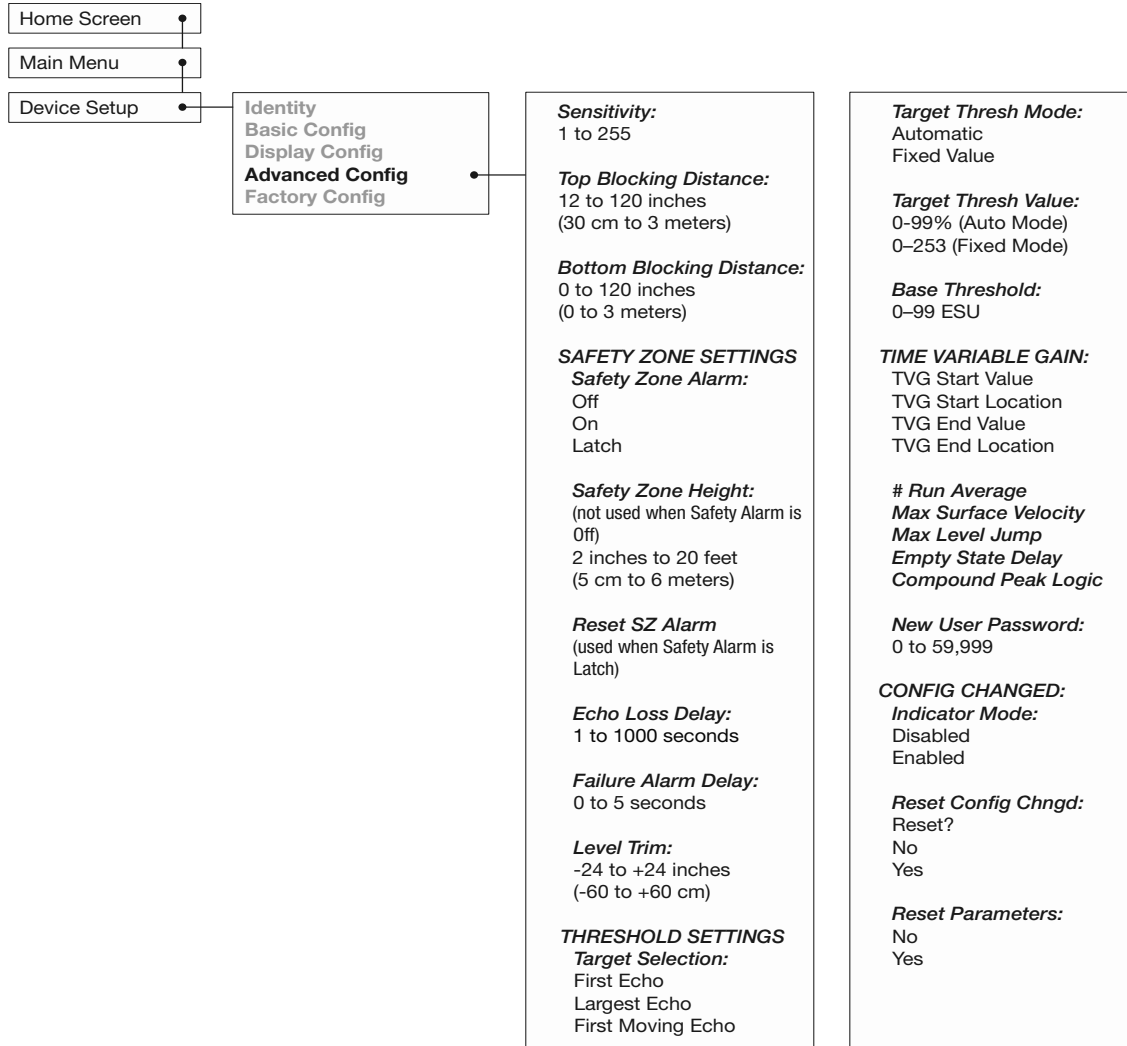 Home Screen
Main Menu
Device Setup
Identity
Basic Config
Display Config
Advanced Config
Factory Config
Sensitivity:
1 to 255
Top Blocking Distance:
12 to 120 inches
(30 cm to 3 meters)
Bottom Blocking Distance:
0 to 120 inches
(0 to 3 meters)
SAFETY ZONE SETTINGS
Safety Zone Alarm:
Off
On
Latch
Safety Zone Height:
(not used when Safety Alarm is
Off)
2 inches to 20 feet
(5 cm to 6 meters)
Reset SZ Alarm
(used when Safety Alarm is
Latch)
Echo Loss Delay:
1 to 1000 seconds
Failure Alarm Delay:
0 to 5 seconds
Level Trim:
-24 to +24 inches
(-60 to +60 cm)
THRESHOLD SETTINGS
Target Selection:
First Echo
Largest Echo
First Moving Echo
Target Thresh Mode:
Automatic
Fixed Value
Target Thresh Value:
0-99% (Auto Mode)
0–253 (Fixed Mode)
Base Threshold:
0–99 ESU
TIME VARIABLE GAIN:
TVG Start Value
TVG Start Location
TVG End Value
TVG End Location
# Run Average
Max Surface Velocity
Max Level Jump
Empty State Delay
Compound Peak Logic
New User Password:
0 to 59,999
CONFIG CHANGED:
Indicator Mode:
Disabled
Enabled
Reset Config Chngd:
Reset?
No
Yes
Reset Parameters:
No
Yes